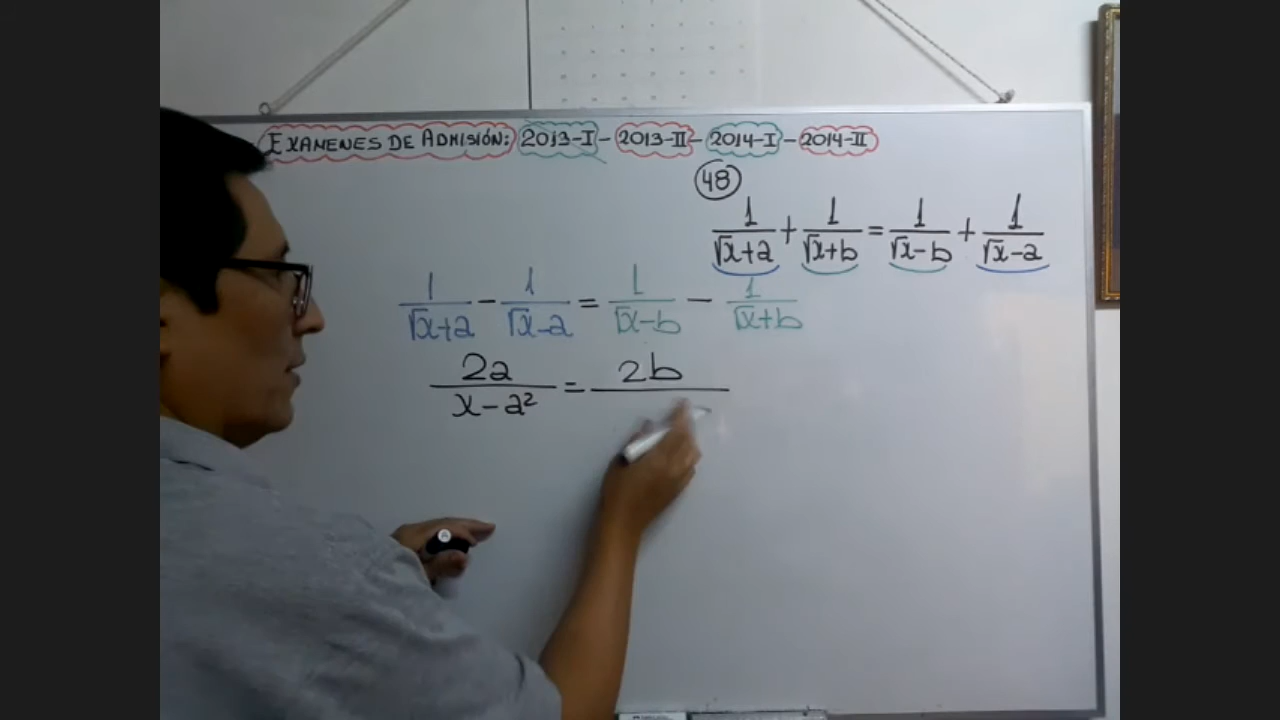 EXANENES DE ADMISIÓN: 2013-I - 2013-II - 2014-I - 2014-II
48
1/(√x+a) + 1/(√x+b) = 1/(√x-b) + 1/(√x-a)
1/(√x+a) - 1/(√x-a) = 1/(√x-b) - 1/(√x+b)
2a/(x-a²) = 2b/